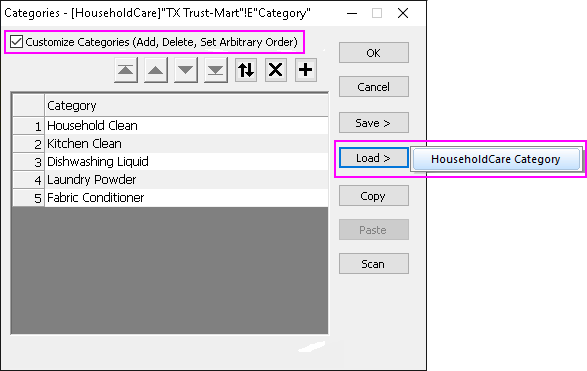 Categories - [HouseholdCare]"TX Trust-Mart"!E"Category"
Customize Categories (Add, Delete, Set Arbitrary Order)
OK
Cancel
Category
1 Household Clean
Save >
2 Kitchen Clean
3 Dishwashing Liquid
Load >
HouseholdCare Category
4 Laundry Powder
5 Fabric Conditioner
Copy
Paste
Scan